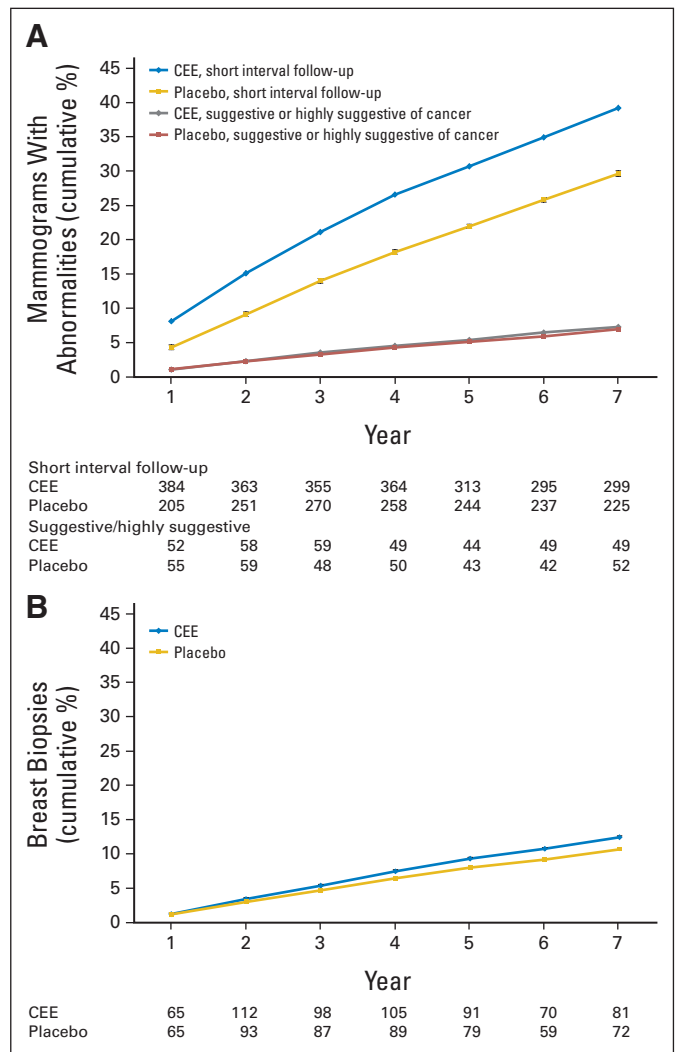 A
Mammograms With
Abnormalities (cumulative %)
45
40
35
30
25
20
15
10
5
0
CEE, short interval follow-up
Placebo, short interval follow-up
CEE, suggestive or highly suggestive of cancer
Placebo, suggestive or highly suggestive of cancer
1 2 3 4 5 6 7
Year
Short interval follow-up
CEE 384 363 355 364 313 295 299
Placebo 205 251 270 258 244 237 225
Suggestive/highly suggestive
CEE 52 58 59 49 44 49 49
Placebo 55 59 48 50 43 42 52
B
Breast Biopsies
(cumulative %)
45
40
35
30
25
20
15
10
5
0
CEE
Placebo
1 2 3 4 5 6 7
Year
CEE 65 112 98 105 91 70 81
Placebo 65 93 87 89 79 59 72